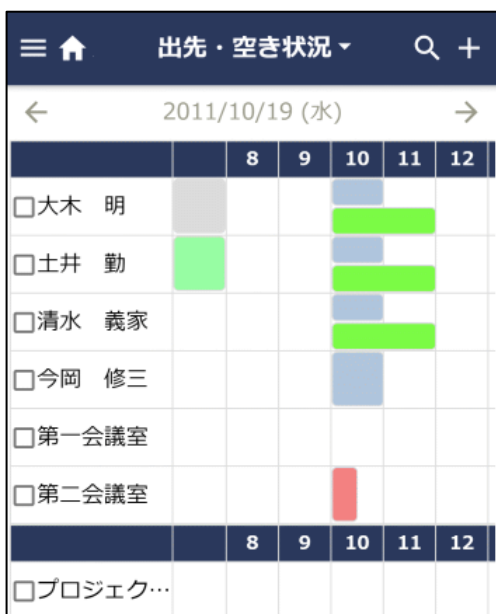 出先・空き状況
2011/10/19 (水)
8 9 10 11 12
大木 明
土井 勤
清水 義家
今岡 修三
第一会議室
第二会議室
8 9 10 11 12
プロジェク…